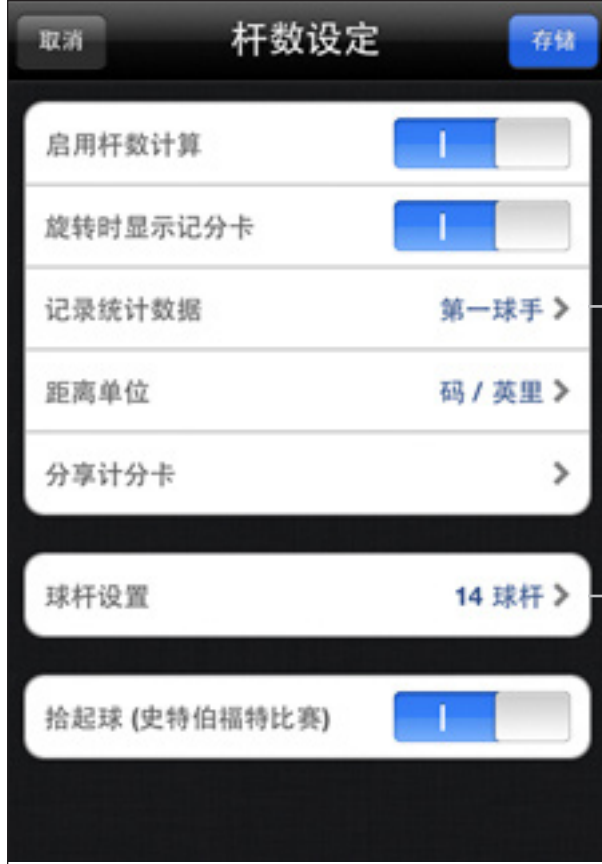 取消 杆数设定 存储
启用杆数计算
旋转时显示记分卡
记录统计数据 第一球手
距离单位 码 / 英里
分享计分卡
球杆设置 14 球杆
拾起球 (史特伯福特比赛)